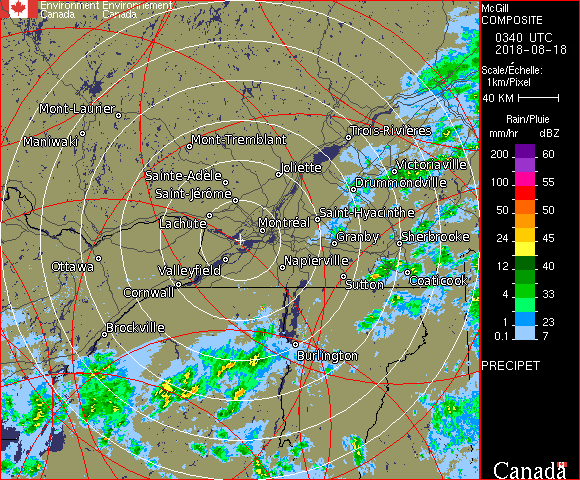 Environment Environnement
Canada Canada
McGill
COMPOSITE
0340 UTC
2018-08-18
Scale/Échelle:
1km/Pixel
40 KM
Rain/Pluie
mm/hr dBZ
200 60
55
100 55
50 50
24 45
12 40
4 33
1 23
0.1 7
PRECIPET
Canada
Mont-Laurier
Maniwaki
Mont-Tremblant
Trois-Rivières
Sainte-Adèle
Joliette
Victoriaville
Drummondville
Saint-Jérôme
Saint-Hyacinthe
Lachute
Montréal
Granby
Sherbrooke
Ottawa
Valleyfield
Napierville
Cornwall
Sutton
Coaticook
Brockville
Burlington